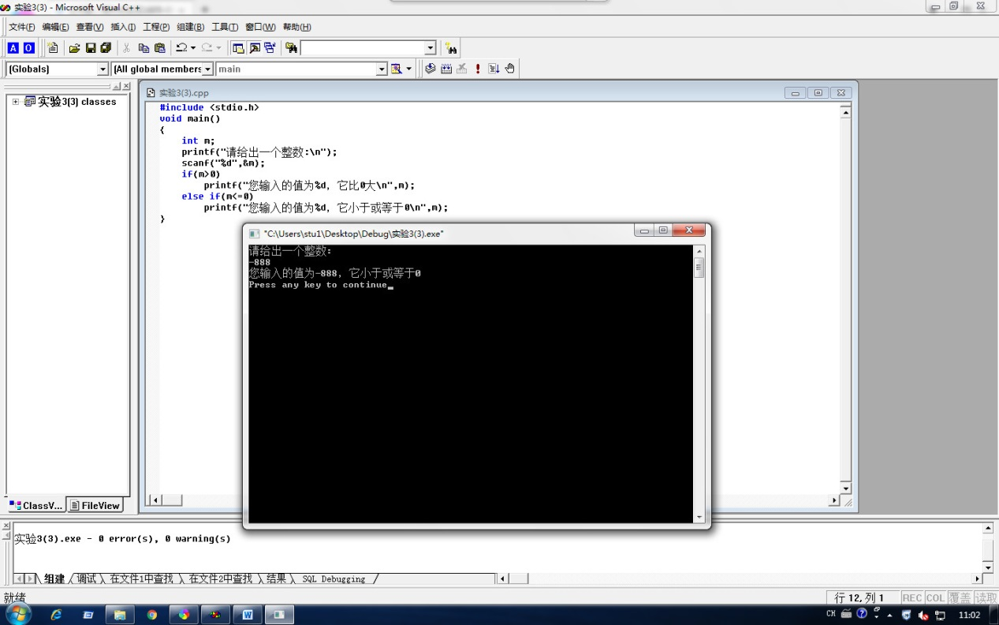 实验3(3) - Microsoft Visual C++
文件(F) 编辑(E) 查看(V) 插入(I) 工程(P) 组建(B) 工具(T) 窗口(W) 帮助(H)
A O
(Globals) (All global members main
实验3(3) classes
实验3(3).cpp
#include <stdio.h>
void main()
{
int m;
printf("请给出一个整数:\n");
scanf("%d",&m);
if(m>0)
printf("您输入的值为%d, 它比0大\n",m);
else if(m<=0)
printf("您输入的值为%d, 它小于或等于0\n",m);
}
"C:\Users\stu1\Desktop\Debug\实验3(3).exe"
请给出一个整数:
-888
您输入的值为-888, 它小于或等于0
Press any key to continue
ClassV... FileView
实验3(3).exe - 0 error(s), 0 warning(s)
组建 调试 在文件1中查找 在文件2中查找 结果 SQL Debugging
就绪 行 12, 列 1 REC COL 覆盖 读取
CH 11:02